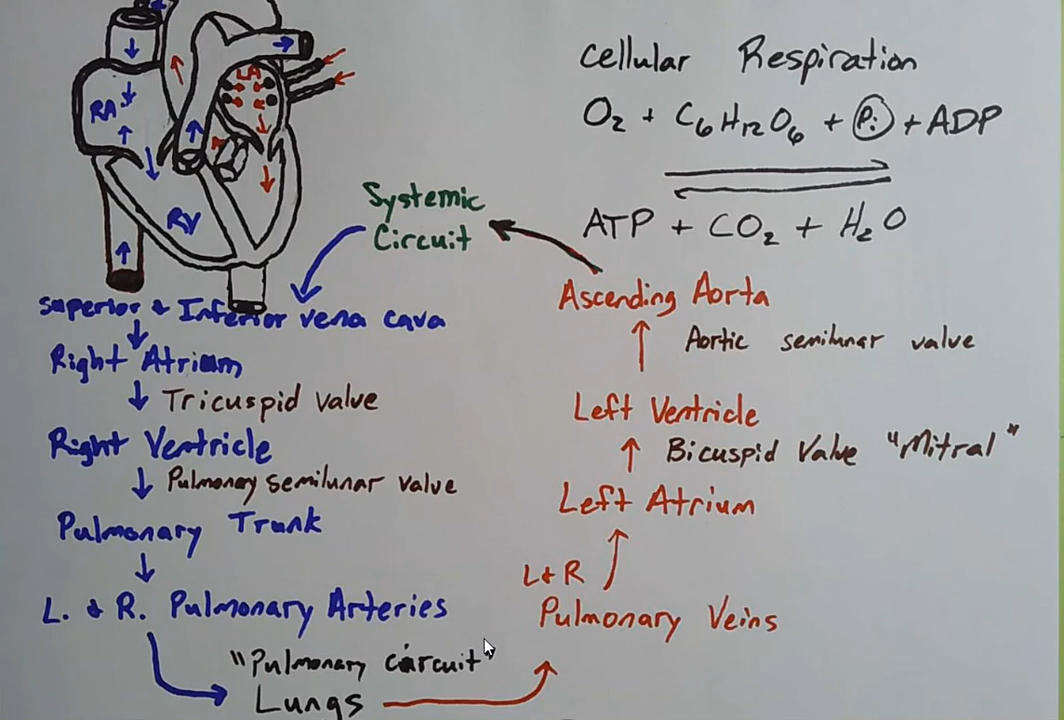 LA
RA
RV
Cellular Respiration
O₂ + C₆H₁₂O₆ + Pi + ADP
ATP + CO₂ + H₂O
Systemic
Circuit
Superior & Inferior vena cava
Right Atrium
Tricuspid valve
Right Ventricle
Pulmonary semilunar valve
Pulmonary Trunk
L. & R. Pulmonary Arteries
"Pulmonary circuit"
Lungs
Ascending Aorta
Aortic semilunar valve
Left Ventricle
Bicuspid Valve "Mitral"
Left Atrium
L & R
Pulmonary Veins